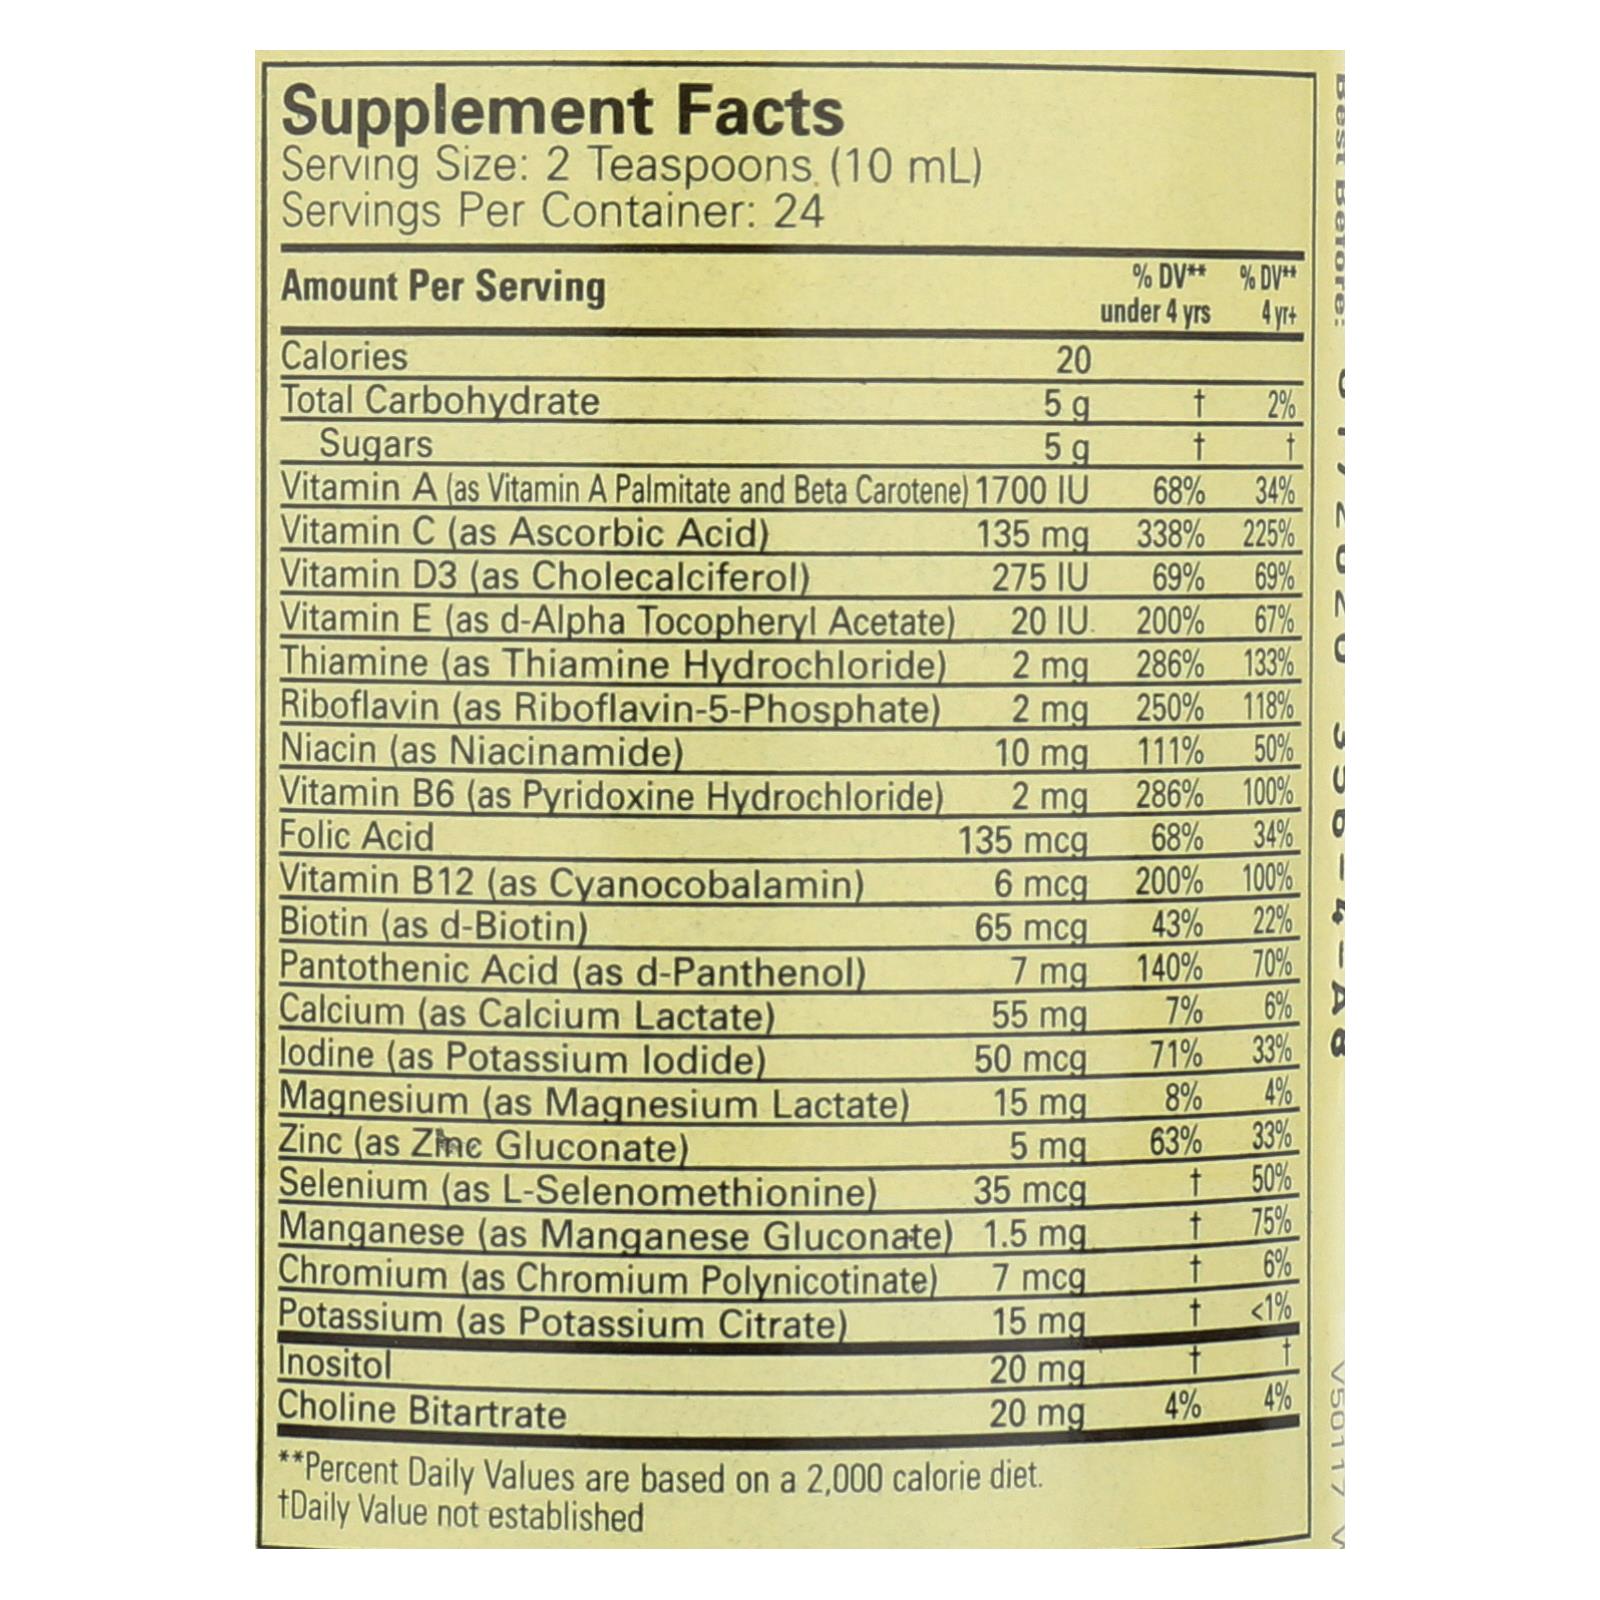 Supplement Facts
Serving Size: 2 Teaspoons (10 mL)
Servings Per Container: 24
Amount Per Serving % DV** under 4 yrs % DV** 4 yr+
Calories 20
Total Carbohydrate 5 g † 2%
Sugars 5 g † †
Vitamin A (as Vitamin A Palmitate and Beta Carotene) 1700 IU 68% 34%
Vitamin C (as Ascorbic Acid) 135 mg 338% 225%
Vitamin D3 (as Cholecalciferol) 275 IU 69% 69%
Vitamin E (as d-Alpha Tocopheryl Acetate) 20 IU 200% 67%
Thiamine (as Thiamine Hydrochloride) 2 mg 286% 133%
Riboflavin (as Riboflavin-5-Phosphate) 2 mg 250% 118%
Niacin (as Niacinamide) 10 mg 111% 50%
Vitamin B6 (as Pyridoxine Hydrochloride) 2 mg 286% 100%
Folic Acid 135 mcg 68% 34%
Vitamin B12 (as Cyanocobalamin) 6 mcg 200% 100%
Biotin (as d-Biotin) 65 mcg 43% 22%
Pantothenic Acid (as d-Panthenol) 7 mg 140% 70%
Calcium (as Calcium Lactate) 55 mg 7% 6%
Iodine (as Potassium Iodide) 50 mcg 71% 33%
Magnesium (as Magnesium Lactate) 15 mg 8% 4%
Zinc (as Zinc Gluconate) 5 mg 63% 33%
Selenium (as L-Selenomethionine) 35 mcg † 50%
Manganese (as Manganese Gluconate) 1.5 mg † 75%
Chromium (as Chromium Polynicotinate) 7 mcg † 6%
Potassium (as Potassium Citrate) 15 mg † <1%
Inositol 20 mg † †
Choline Bitartrate 20 mg 4% 4%
**Percent Daily Values are based on a 2,000 calorie diet.
†Daily Value not established
Best Before: